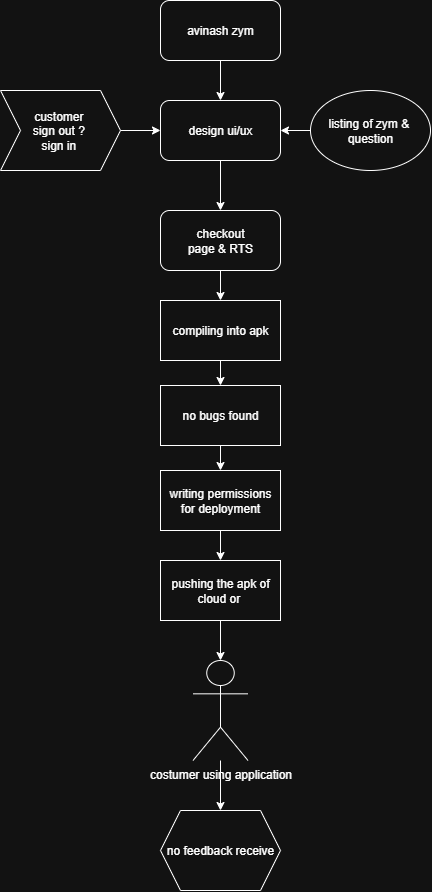 avinash zym
customer
sign out ?
sign in
design ui/ux
listing of zym &
question
checkout
page & RTS
compiling into apk
no bugs found
writing permissions
for deployment
pushing the apk of
cloud or
costumer using application
no feedback receive